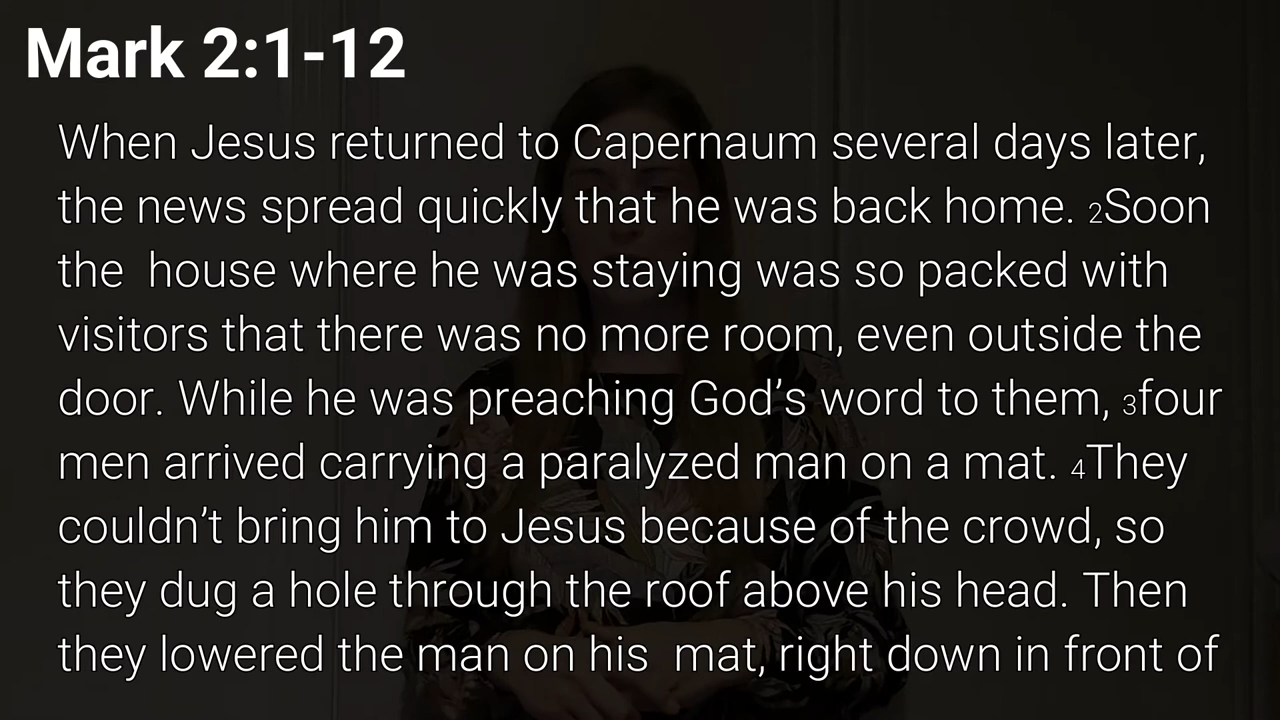 Mark 2:1-12
When Jesus returned to Capernaum several days later,
the news spread quickly that he was back home. 2Soon
the  house where he was staying was so packed with
visitors that there was no more room, even outside the
door. While he was preaching God’s word to them, 3four
men arrived carrying a paralyzed man on a mat. 4They
couldn’t bring him to Jesus because of the crowd, so
they dug a hole through the roof above his head. Then
they lowered the man on his  mat, right down in front of